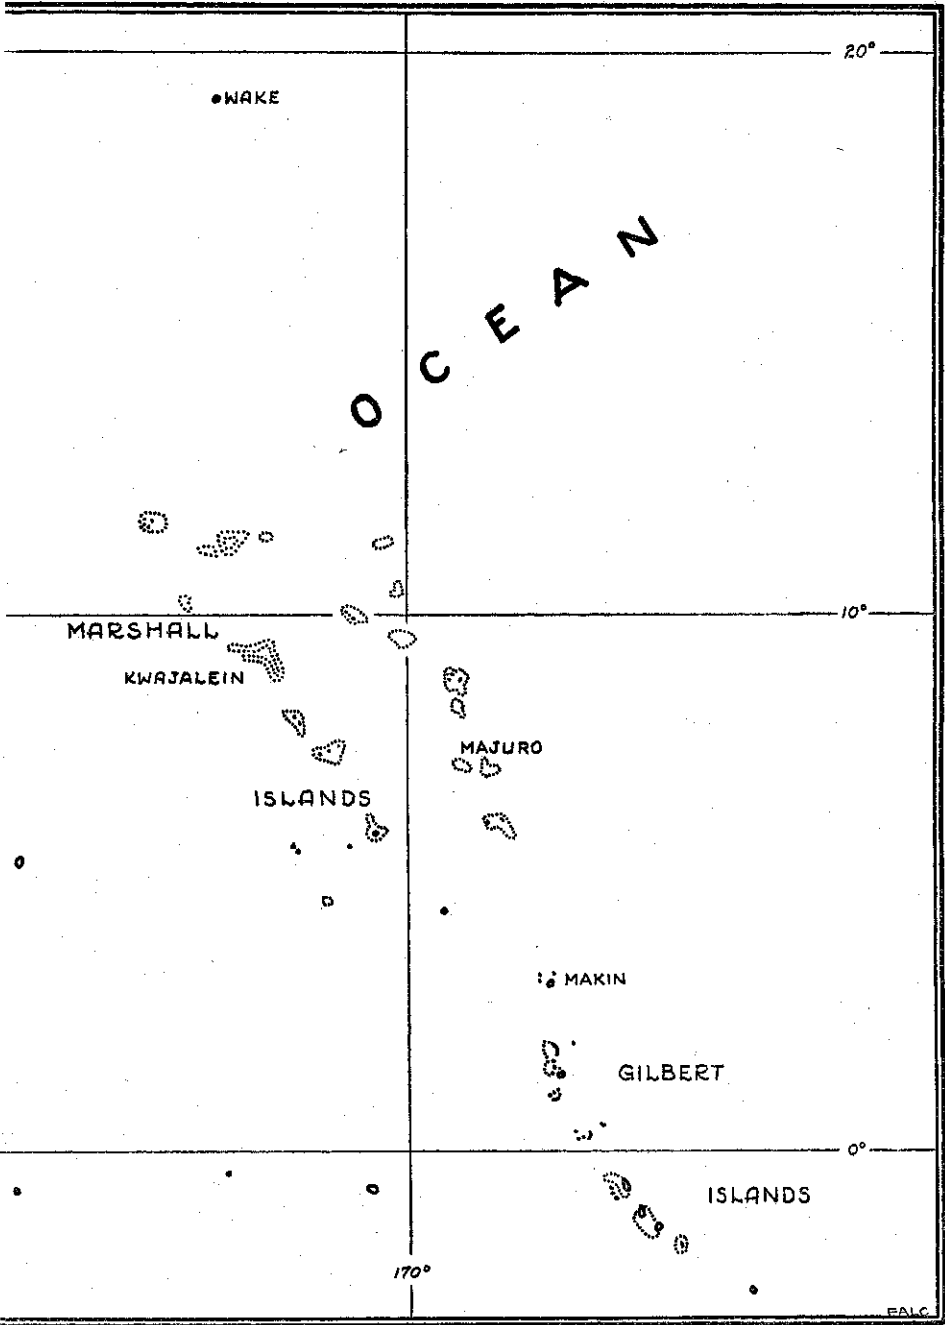 20°
WAKE
OCEAN
10°
MARSHALL
KWAJALEIN
MAJURO
ISLANDS
MAKIN
GILBERT
0°
ISLANDS
170°
FALC